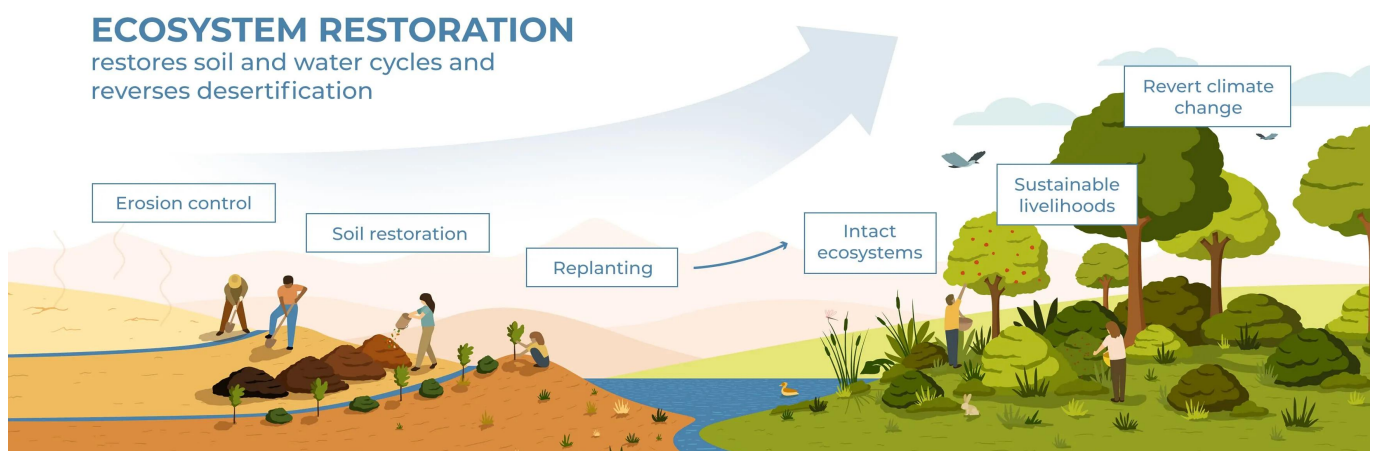 ECOSYSTEM RESTORATION
restores soil and water cycles and
reverses desertification
Erosion control
Soil restoration
Replanting
Intact
ecosystems
Sustainable
livelihoods
Revert climate
change